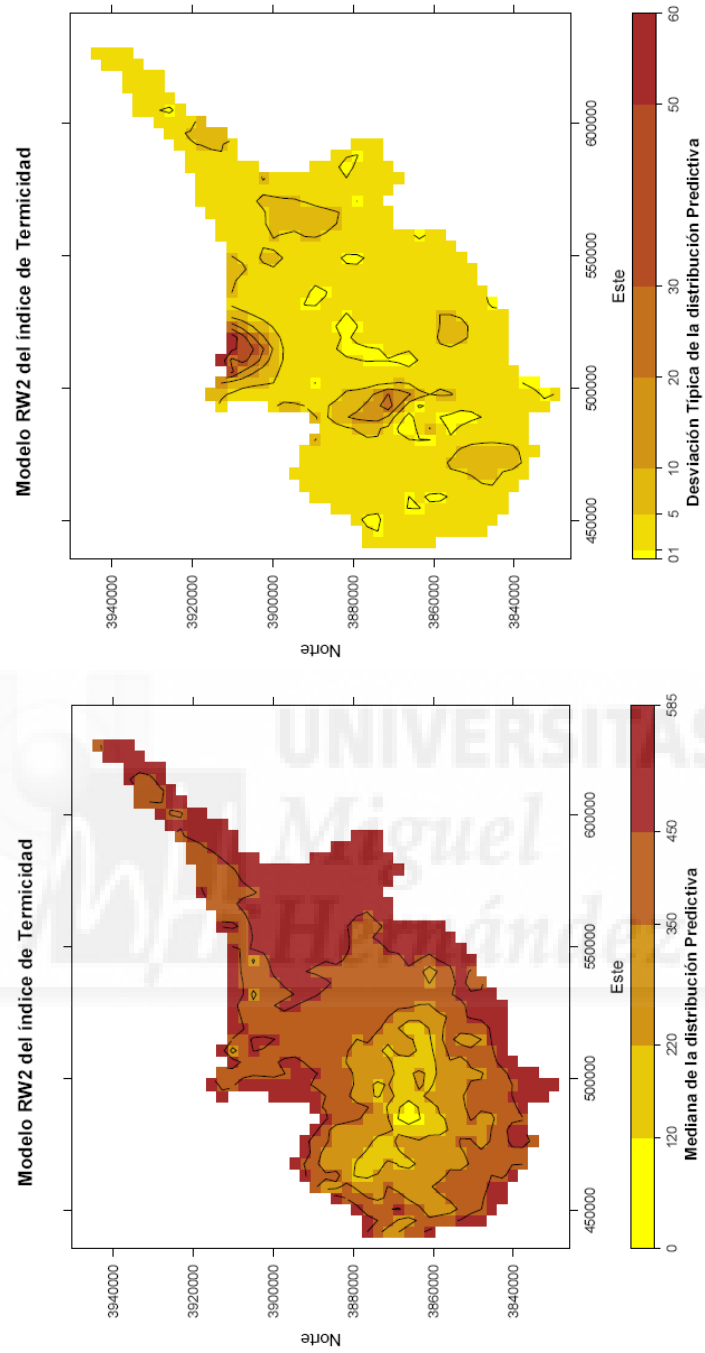 Modelo RW2 del índice de Termicidad
Norte
3940000
3920000
3900000
3880000
3860000
3840000
450000 500000 550000 600000
Este
0 120 220 350 450 585
Mediana de la distribución Predictiva
Modelo RW2 del índice de Termicidad
Norte
3940000
3920000
3900000
3880000
3860000
3840000
450000 500000 550000 600000
Este
01 5 10 20 30 50 60
Desviación Típica de la distribución Predictiva
UNIVERSITAS
Miguel
Hernández